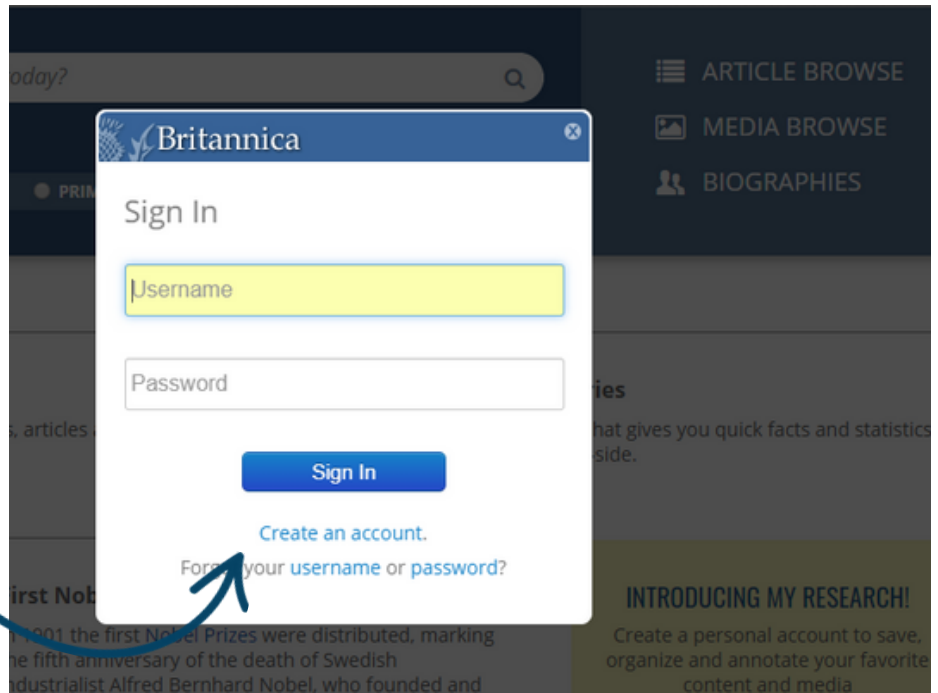 oday?
ARTICLE BROWSE
MEDIA BROWSE
BIOGRAPHIES
PRIM
Britannica
Sign In
Username
Password
Sign In
Create an account.
your username or password?
ies
s, articles
hat gives you quick facts and statistics
-side.
irst Nob
1901 the first Nobel Prizes were distributed, marking
he fifth anniversary of the death of Swedish
ndustrialist Alfred Bernhard Nobel, who founded and
INTRODUCING MY RESEARCH!
Create a personal account to save,
organize and annotate your favorite
content and media